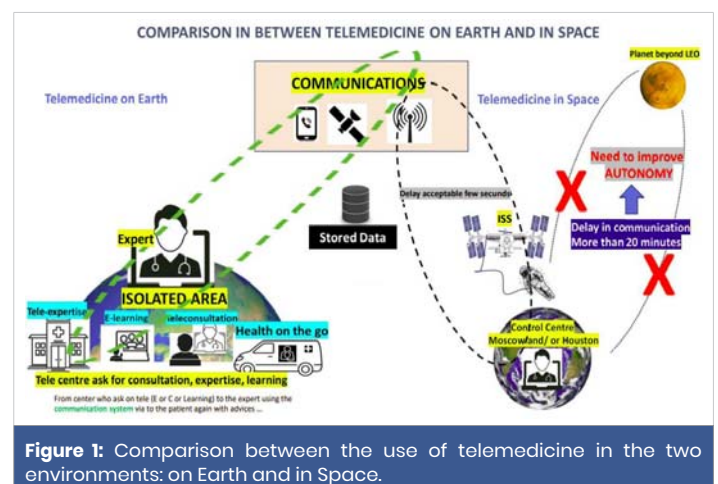 COMPARISON IN BETWEEN TELEMEDICINE ON EARTH AND IN SPACE
Planet beyond LEO
COMMUNICATIONS
Telemedicine on Earth
Telemedicine in Space
Need to improve
AUTONOMY
Delay acceptable few seconds
X
ISS
Delay in communication
More than 20 minutes
Stored Data
Expert
X
ISOLATED AREA
Tele-expertise
E-learning
Teleconsultation
Health on the go
Control Centre
Moscow/and/ or Houston
Tele centre ask for consultation, expertise, learning
From center who ask on tele (E or C or Learning) to the expert using the
communication system via to the patient again with advices ...
Figure 1: Comparison between the use of telemedicine in the two
environments: on Earth and in Space.